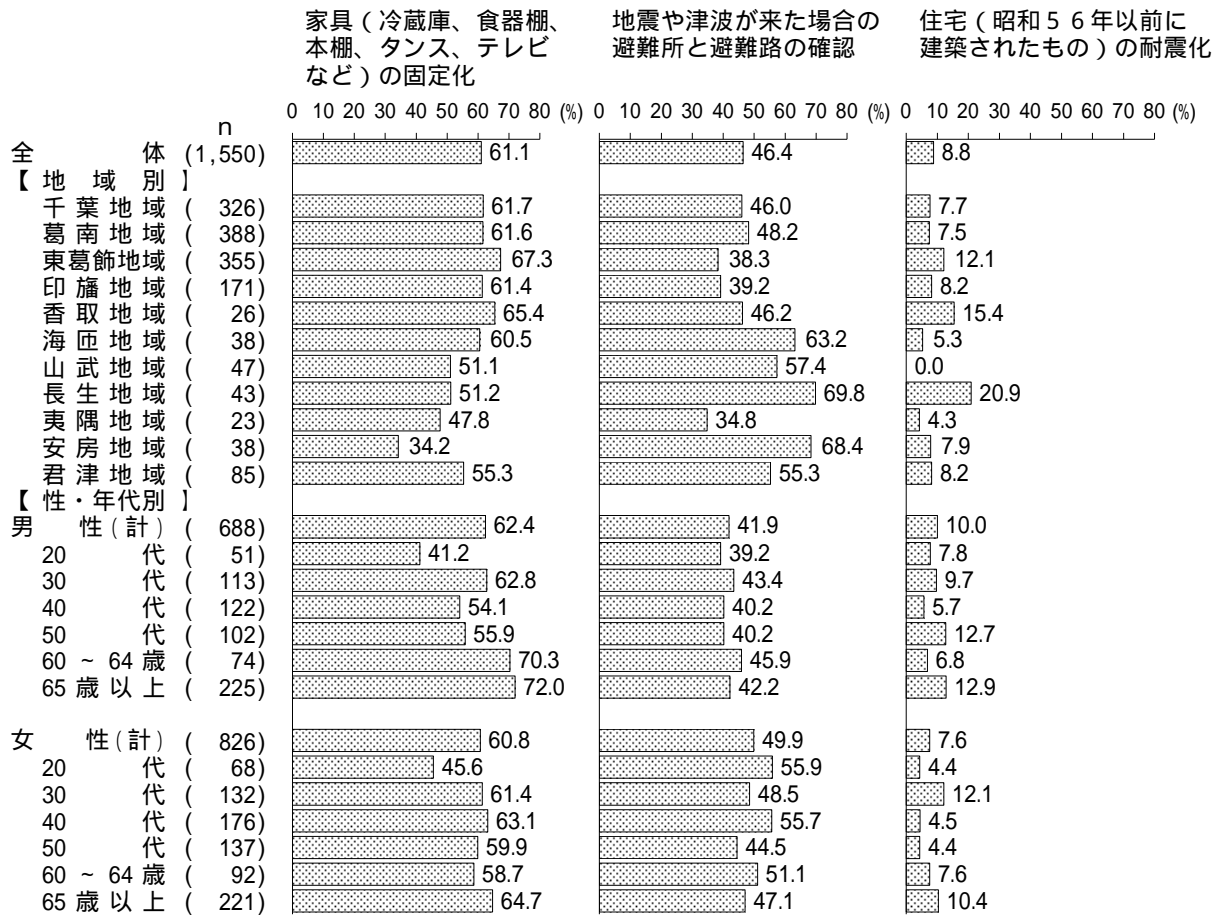 家具（冷蔵庫、食器棚、
本棚、タンス、テレビ
など）の固定化
地震や津波が来た場合の
避難所と避難路の確認
住宅（昭和５６年以前に
建築されたもの）の耐震化
0 10 20 30 40 50 60 70 80 (%) 0 10 20 30 40 50 60 70 80 (%) 0 10 20 30 40 50 60 70 80 (%)
n
全体 (1,550) 61.1 46.4 8.8
【地域別】
千葉地域 ( 326) 61.7 46.0 7.7
葛南地域 ( 388) 61.6 48.2 7.5
東葛飾地域 ( 355) 67.3 38.3 12.1
印旛地域 ( 171) 61.4 39.2 8.2
香取地域 ( 26) 65.4 46.2 15.4
海匝地域 ( 38) 60.5 63.2 5.3
山武地域 ( 47) 51.1 57.4 0.0
長生地域 ( 43) 51.2 69.8 20.9
夷隅地域 ( 23) 47.8 34.8 4.3
安房地域 ( 38) 34.2 68.4 7.9
君津地域 ( 85) 55.3 55.3 8.2
【性・年代別】
男性(計) ( 688) 62.4 41.9 10.0
20代 ( 51) 41.2 39.2 7.8
30代 ( 113) 62.8 43.4 9.7
40代 ( 122) 54.1 40.2 5.7
50代 ( 102) 55.9 40.2 12.7
60～64歳 ( 74) 70.3 45.9 6.8
65歳以上 ( 225) 72.0 42.2 12.9
女性(計) ( 826) 60.8 49.9 7.6
20代 ( 68) 45.6 55.9 4.4
30代 ( 132) 61.4 48.5 12.1
40代 ( 176) 63.1 55.7 4.5
50代 ( 137) 59.9 44.5 4.4
60～64歳 ( 92) 58.7 51.1 7.6
65歳以上 ( 221) 64.7 47.1 10.4